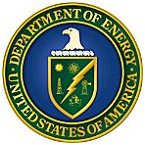 DEPARTMENT OF ENERGY
UNITED STATES OF AMERICA